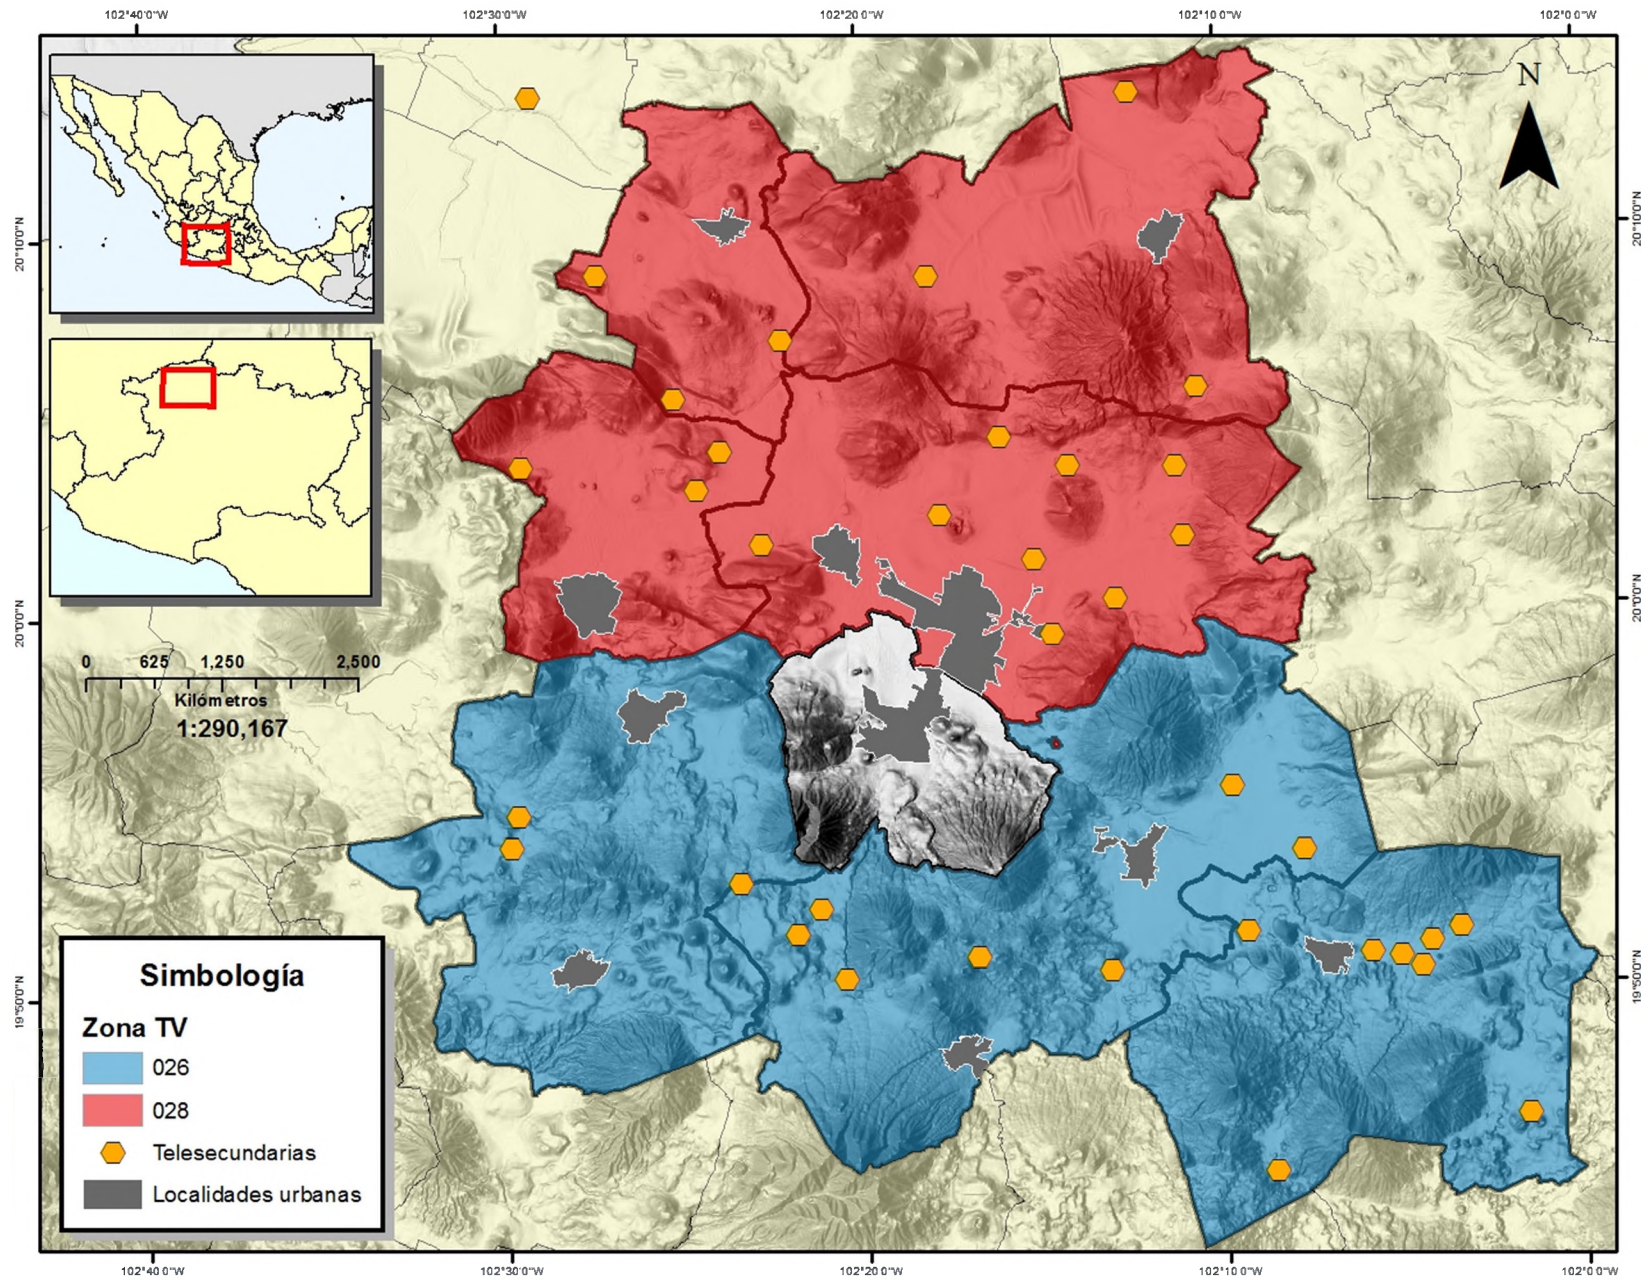 102°40'0"W 102°30'0"W 102°20'0"W 102°10'0"W 102°0'0"W
N
20°10'0"N 20°10'0"N
20°0'0"N 20°0'0"N
0 625 1,250 2,500
Kilómetros
1:290,167
19°50'0"N 19°50'0"N
Simbología
Zona TV
026
028
Telesecundarias
Localidades urbanas
102°40'0"W 102°30'0"W 102°20'0"W 102°10'0"W 102°0'0"W